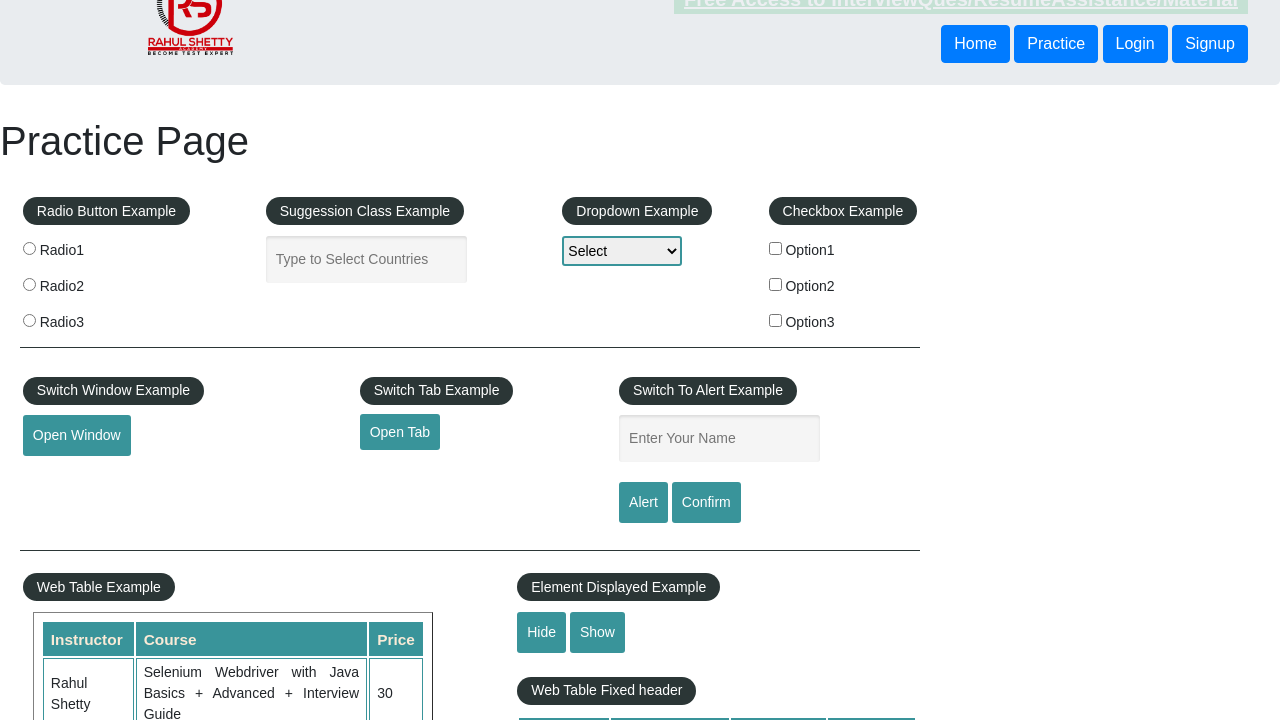 Free Access to InterviewQues/ResumeAssistance/Material
RS
RAHUL SHETTY
ACADEMY
BECOME TEST EXPERT
Home Practice Login Signup
Practice Page
Radio Button Example
Radio1
Radio2
Radio3
Suggession Class Example
Type to Select Countries
Dropdown Example
Select
Checkbox Example
Option1
Option2
Option3
Switch Window Example
Open Window
Switch Tab Example
Open Tab
Switch To Alert Example
Enter Your Name
Alert Confirm
Web Table Example
Instructor Course Price
Rahul Shetty
Selenium Webdriver with Java
Basics + Advanced + Interview
Guide
30
Element Displayed Example
Hide Show
Web Table Fixed header